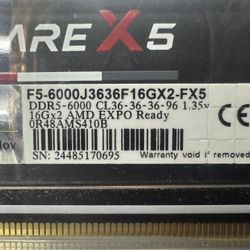 ARE X5
F5-6000J3636F16GX2-FX5
DDR5-6000 CL36-36-36-96 1.35v
16Gx2 AMD EXPO Ready
0R48AMS410B
SN: 24485170695
Warranty void if removed